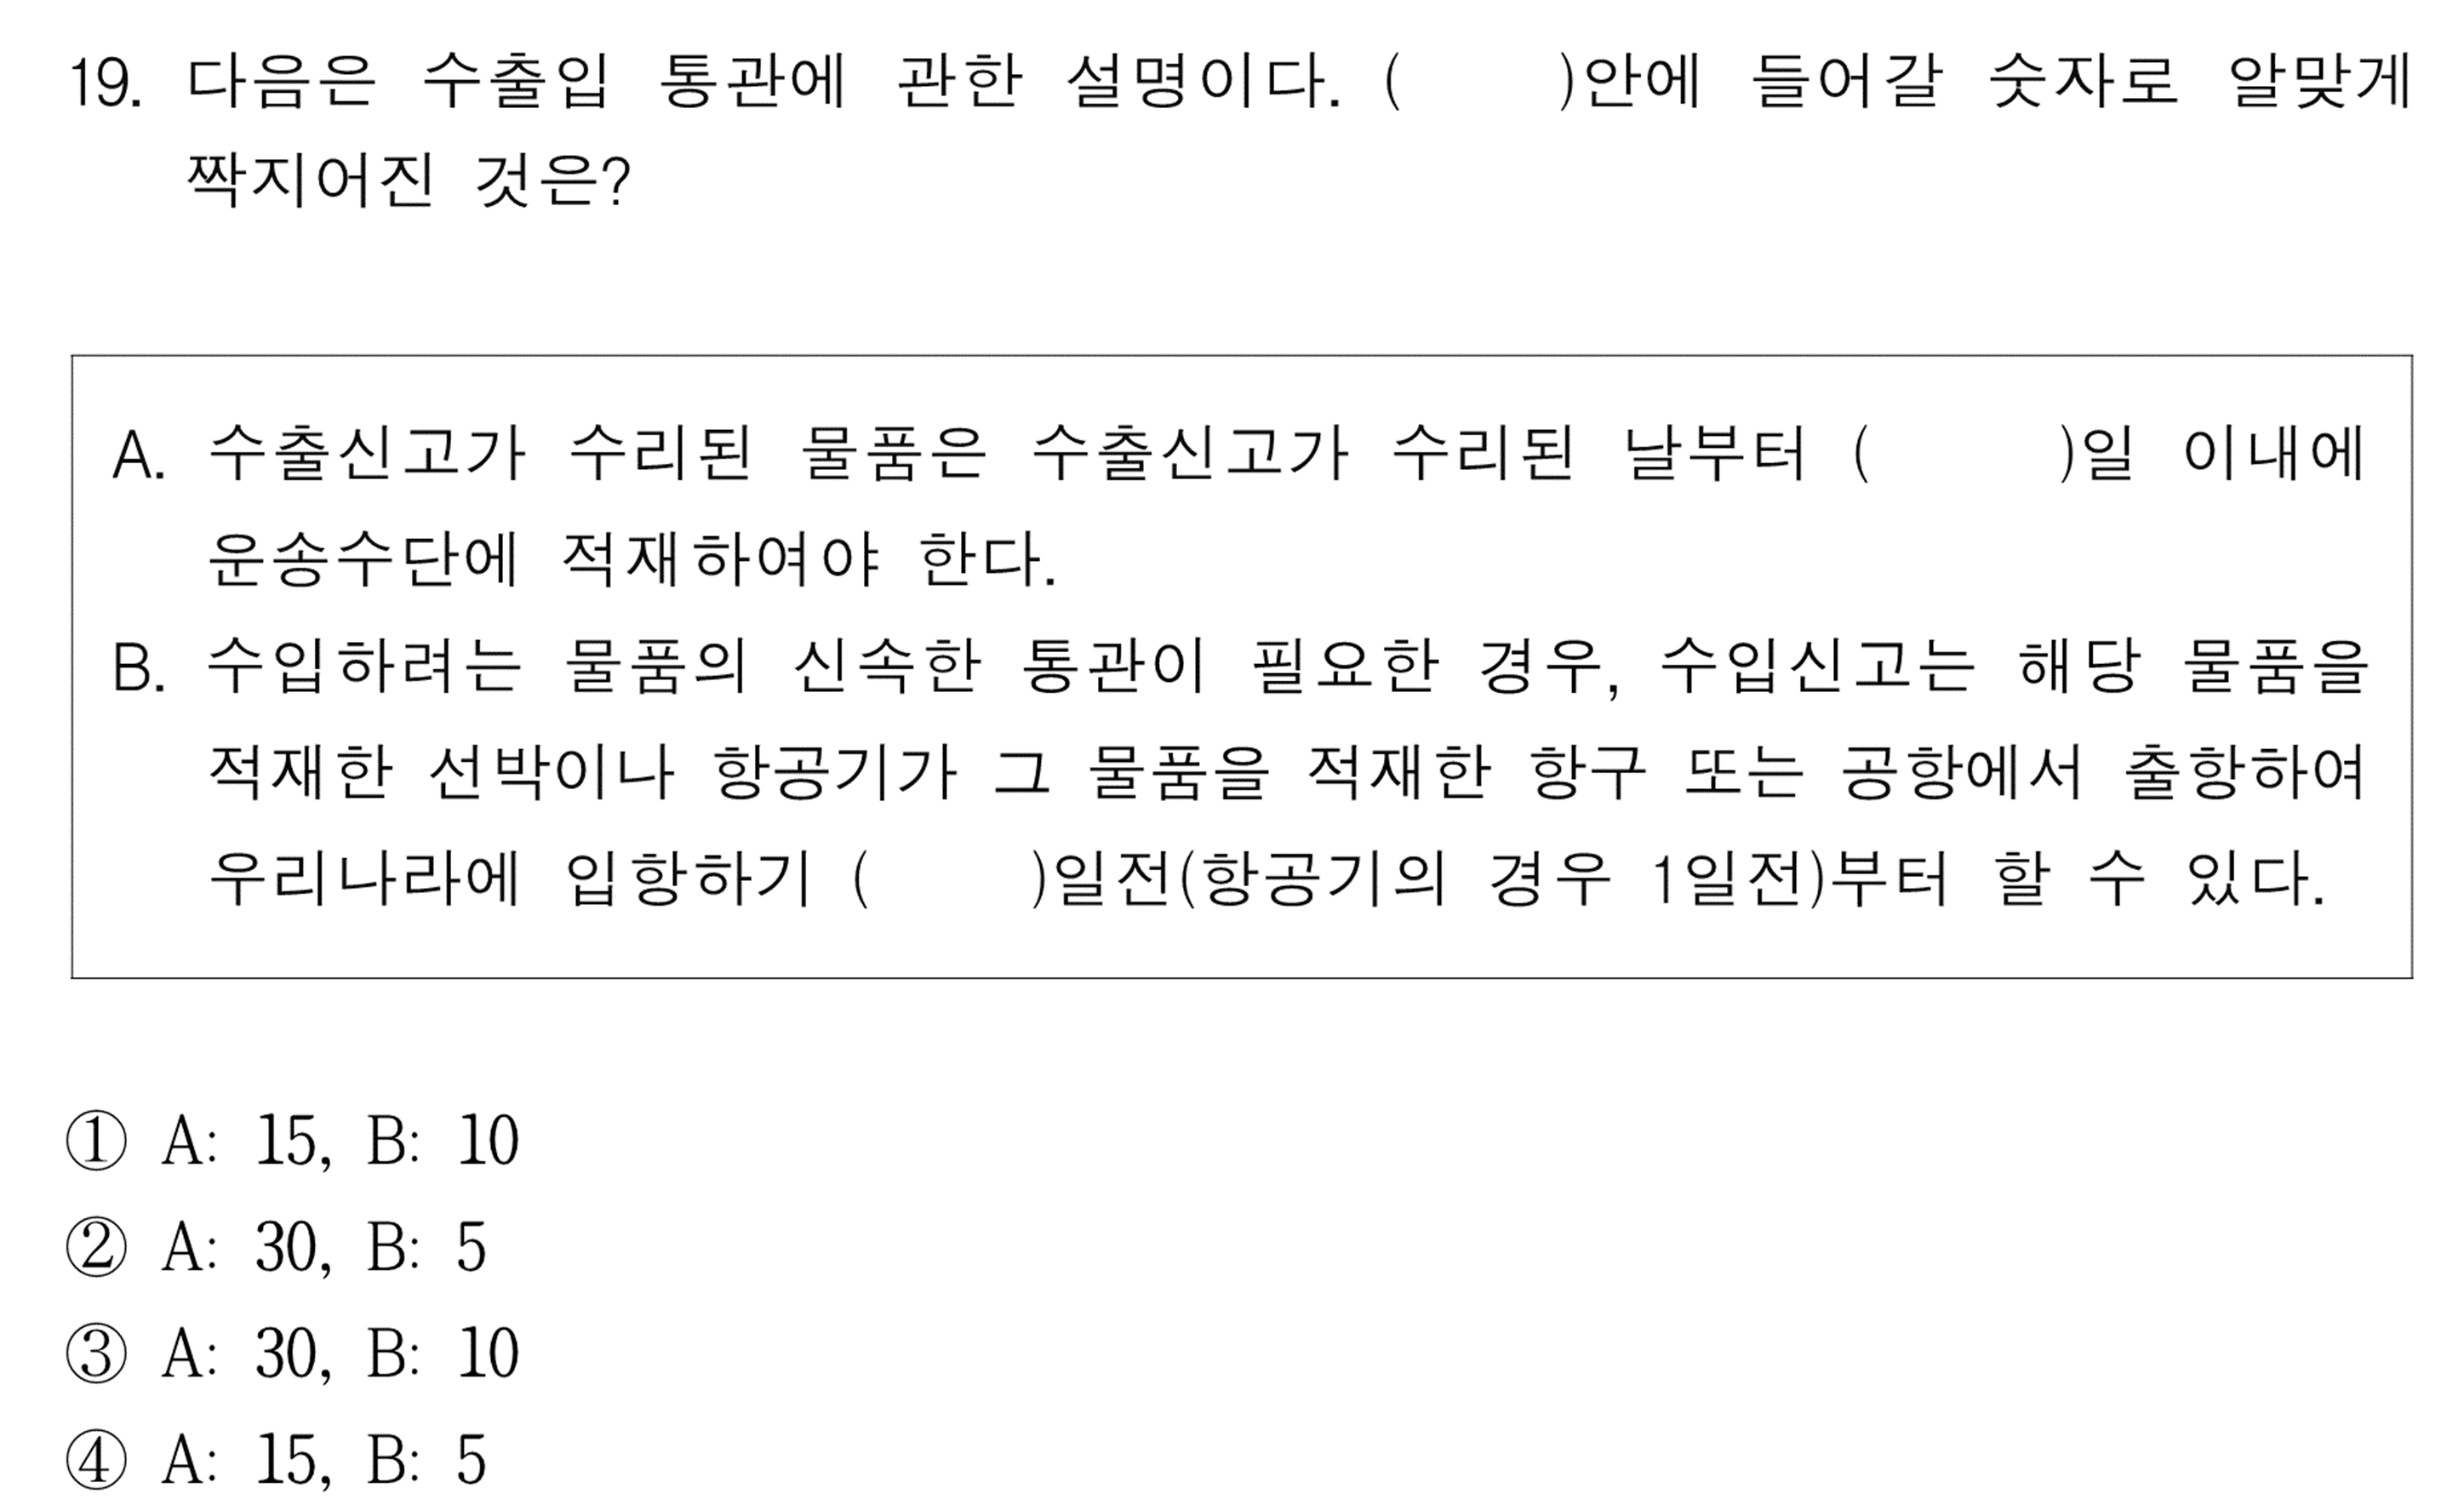 19. 다음은 수출입 통관에 관한 설명이다. (    )안에 들어갈 숫자로 알맞게
짝지어진 것은?
A. 수출신고가 수리된 물품은 수출신고가 수리된 날부터 (    )일 이내에
운송수단에 적재하여야 한다.
B. 수입하려는 물품의 신속한 통관이 필요한 경우, 수입신고는 해당 물품을
적재한 선박이나 항공기가 그 물품을 적재한 항구 또는 공항에서 출항하여
우리나라에 입항하기 (    )일전(항공기의 경우 1일전)부터 할 수 있다.
① A: 15, B: 10
② A: 30, B: 5
③ A: 30, B: 10
④ A: 15, B: 5